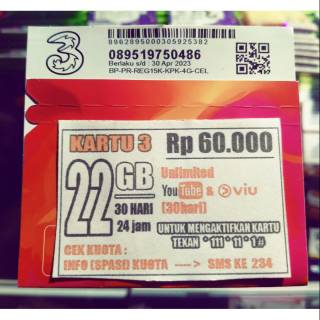 3
8962895000305925382
089519750486
Berlaku s/d : 30 Apr 2023
BP-PR-REG15K-KPK-4G-CEL
KARTU 3 Rp 60.000
22 GB
30 HARI
24 jam
Unlimited
YouTube & viu
(30hari)
UNTUK MENGAKTIFKAN KARTU
TEKAN *111*11*1#
CEK KUOTA :
INFO (SPASI) KUOTA ----> SMS KE 234